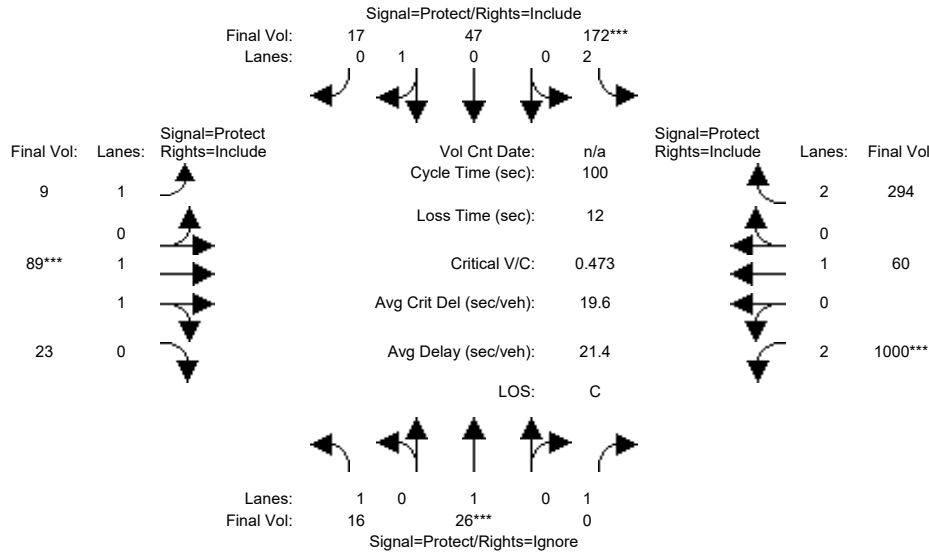 Signal=Protect/Rights=Include
Final Vol: 17 47 172***
Lanes: 0 1 0 0 2
Signal=Protect Signal=Protect
Final Vol: Lanes: Rights=Include Vol Cnt Date: n/a Rights=Include Lanes: Final Vol
Cycle Time (sec): 100
9 1 2 294
Loss Time (sec): 12
0 0
89*** 1 Critical V/C: 0.473 1 60
1 Avg Crit Del (sec/veh): 19.6 0
23 0 Avg Delay (sec/veh): 21.4 2 1000***
LOS: C
Lanes: 1 0 1 0 1
Final Vol: 16 26*** 0
Signal=Protect/Rights=Ignore